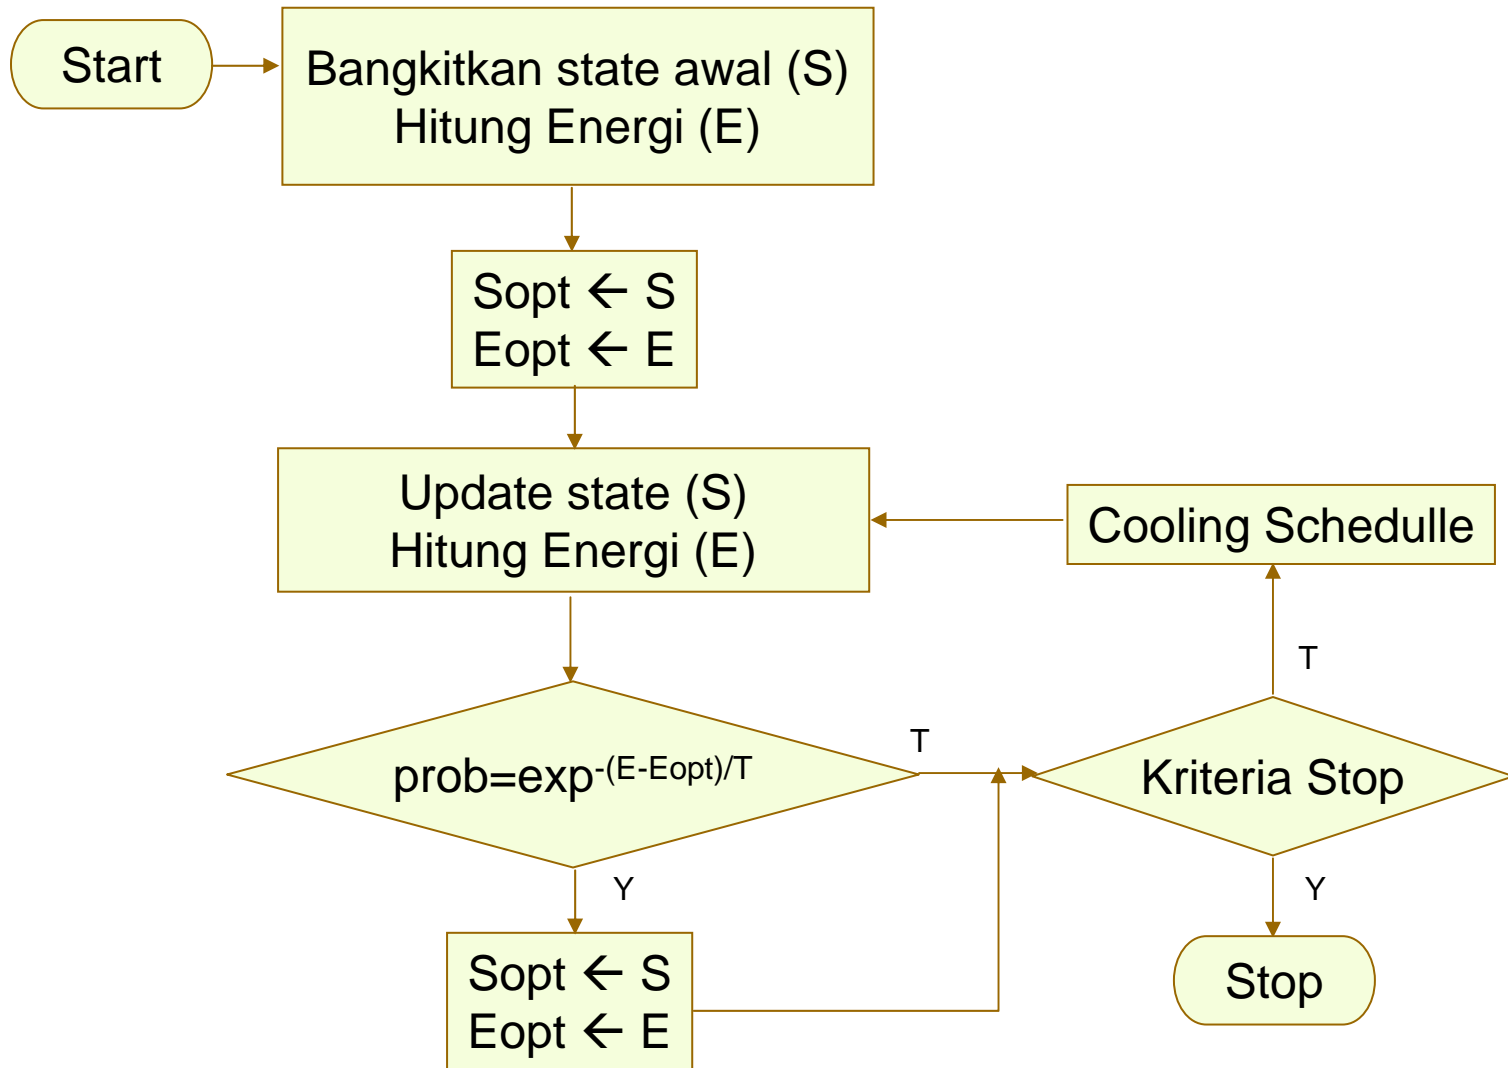 Start
Bangkitkan state awal (S)
Hitung Energi (E)
Sopt ← S
Eopt ← E
Update state (S)
Hitung Energi (E)
Cooling Schedulle
T
prob=exp-(E-Eopt)/T
T
Kriteria Stop
Y
Y
Sopt ← S
Eopt ← E
Stop